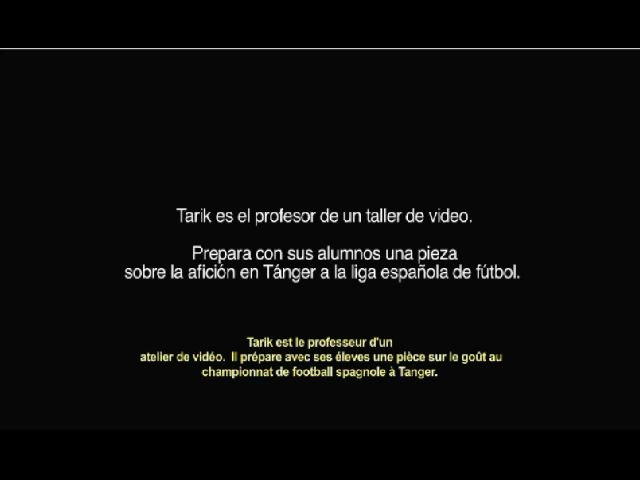 Tarik es el profesor de un taller de video.
Prepara con sus alumnos una pieza
sobre la afición en Tánger a la liga española de fútbol.
Tarik est le professeur d'un
atelier de vidéo. Il prépare avec ses éleves une pièce sur le goût au
championnat de football spagnole à Tanger.